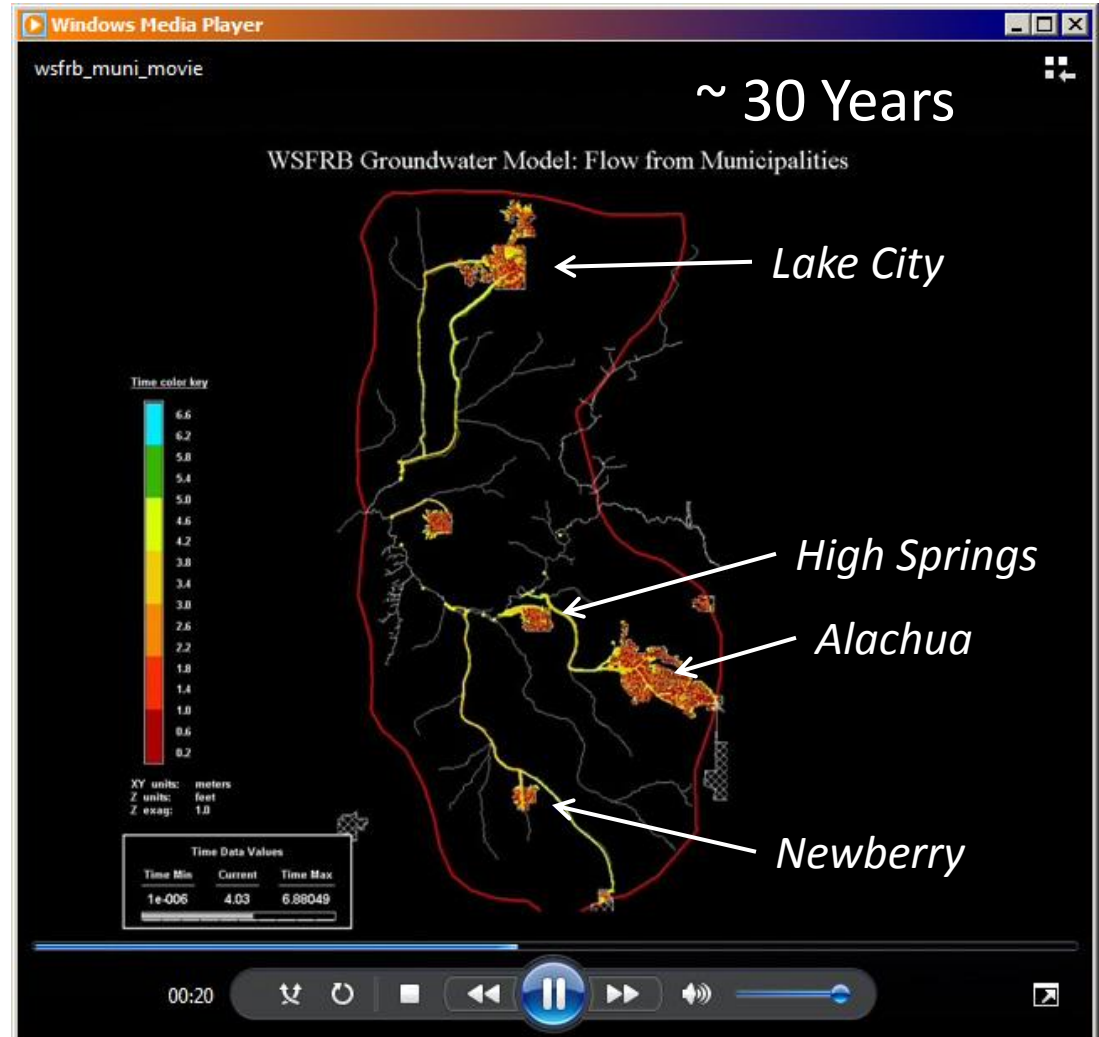 Windows Media Player
wsfrb_muni_movie
~ 30 Years
WSFRB Groundwater Model: Flow from Municipalities
Lake City
Time color key
6.6
6.2
5.8
5.4
5.0
4.6
4.2
3.8
3.4
3.0
2.6
2.2
1.8
1.4
1.0
0.6
0.2
High Springs
Alachua
XY units: meters
Z units: feet
Z exag: 1.0
Newberry
Time Data Values
Time Min Current Time Max
1e-006 4.03 6.88049
00:20